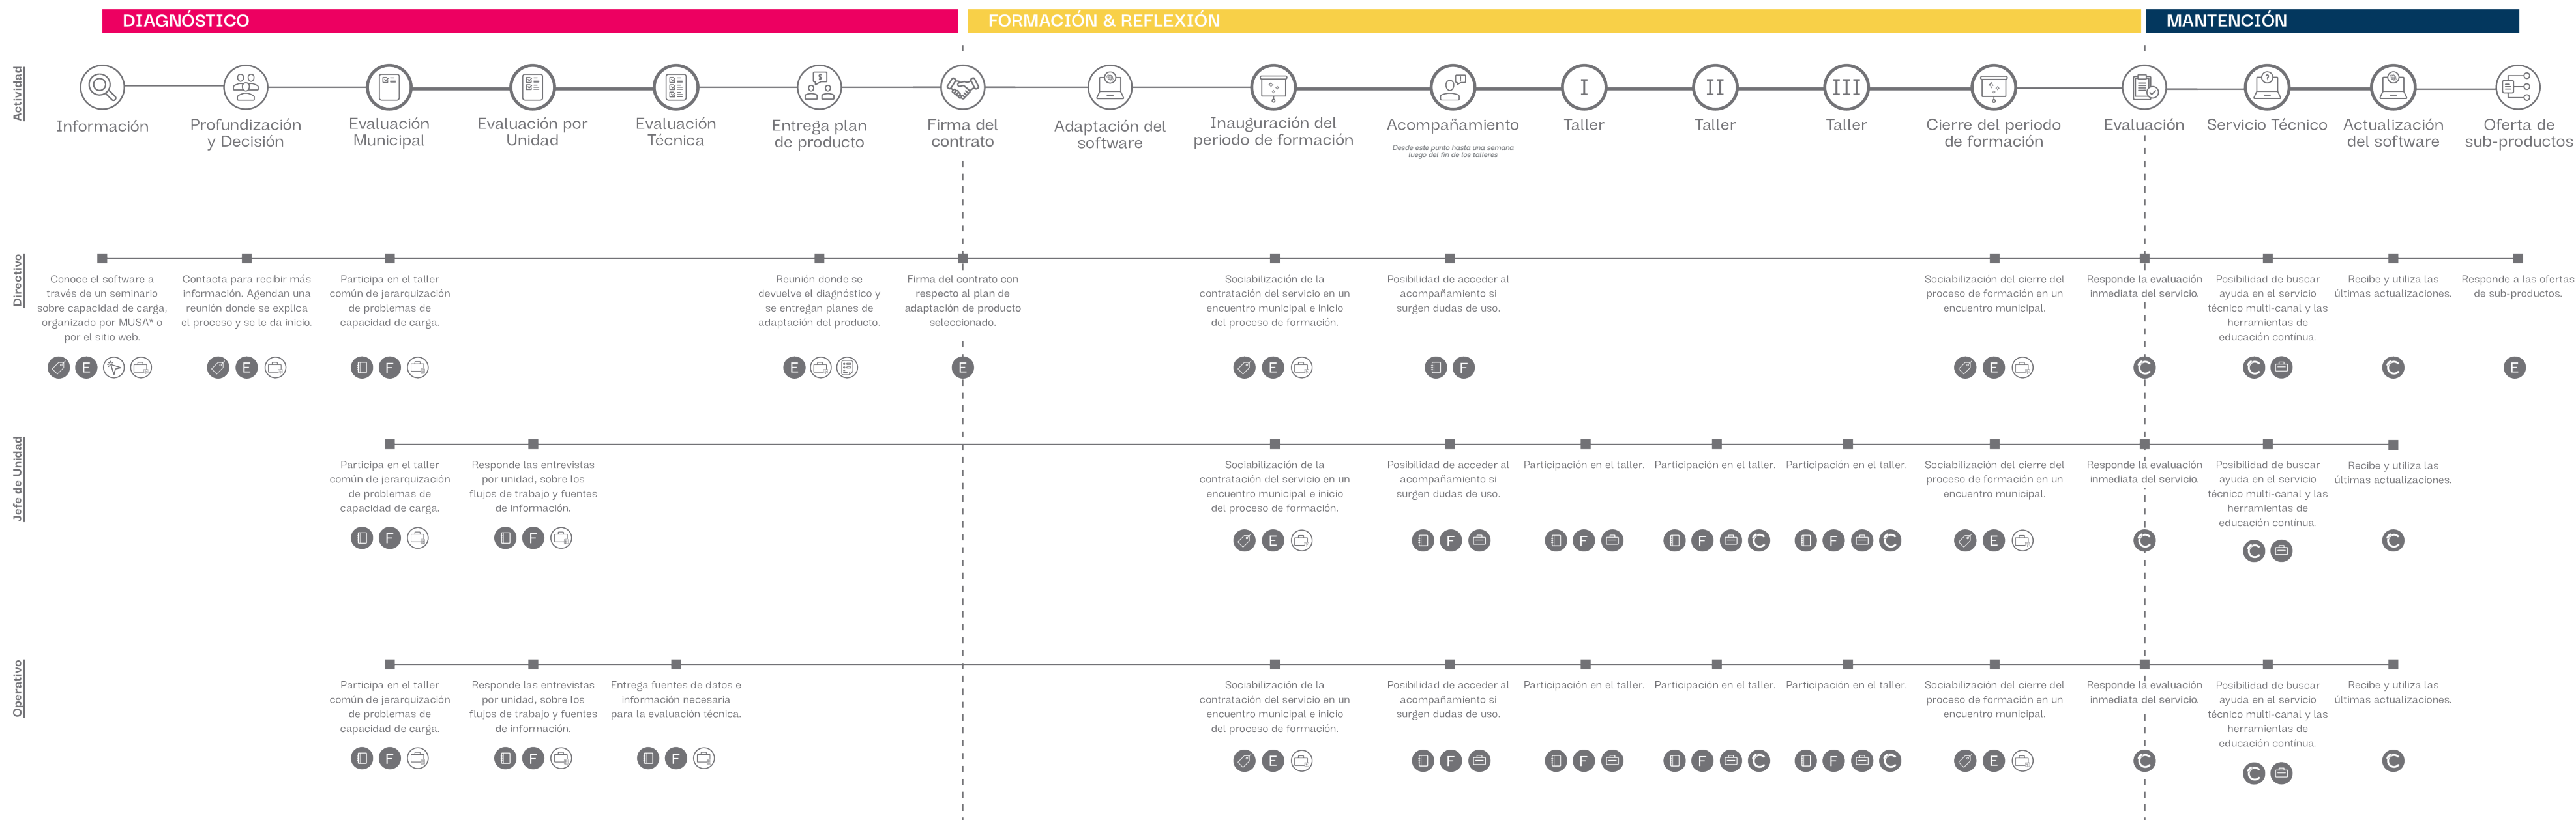 DIAGNÓSTICO
FORMACIÓN & REFLEXIÓN
MANTENCIÓN
Actividad
Información
Profundización
y Decisión
Evaluación
Municipal
Evaluación por
Unidad
Evaluación
Técnica
Entrega plan
de producto
Firma del
contrato
Adaptación del
software
Inauguración del
periodo de formación
Acompañamiento
Desde este punto hasta una semana
luego del fin de los talleres
I
Taller
II
Taller
III
Taller
Cierre del periodo
de formación
Evaluación
Servicio Técnico
Actualización
del software
Oferta de
sub-productos
Directivo
Conoce el software a
través de un seminario
sobre capacidad de carga,
organizado por MUSA* o
por el sitio web.
E
Contacta para recibir más
información. Agendan una
reunión donde se explica
el proceso y se le da inicio.
E
Participa en el taller
común de jerarquización
de problemas de
capacidad de carga.
F
Reunión donde se
devuelve el diagnóstico y
se entregan planes de
adaptación del producto.
E
Firma del contrato con
respecto al plan de
adaptación de producto
seleccionado.
E
Sociabilización de la
contratación del servicio en un
encuentro municipal e inicio
del proceso de formación.
E
Posibilidad de acceder al
acompañamiento si
surgen dudas de uso.
F
Sociabilización del cierre del
proceso de formación en un
encuentro municipal.
E
Responde la evaluación
inmediata del servicio.
C
Posibilidad de buscar
ayuda en el servicio
técnico multi-canal y las
herramientas de
educación contínua.
C
Recibe y utiliza las
últimas actualizaciones.
C
Responde a las ofertas
de sub-productos.
E
Jefe de Unidad
Participa en el taller
común de jerarquización
de problemas de
capacidad de carga.
F
Responde las entrevistas
por unidad, sobre los
flujos de trabajo y fuentes
de información.
F
Sociabilización de la
contratación del servicio en un
encuentro municipal e inicio
del proceso de formación.
E
Posibilidad de acceder al
acompañamiento si
surgen dudas de uso.
F
Participación en el taller.
F
Participación en el taller.
F C
Participación en el taller.
F C
Sociabilización del cierre del
proceso de formación en un
encuentro municipal.
E
Responde la evaluación
inmediata del servicio.
C
Posibilidad de buscar
ayuda en el servicio
técnico multi-canal y las
herramientas de
educación contínua.
C
Recibe y utiliza las
últimas actualizaciones.
C
Operativo
Participa en el taller
común de jerarquización
de problemas de
capacidad de carga.
F
Responde las entrevistas
por unidad, sobre los
flujos de trabajo y fuentes
de información.
F
Entrega fuentes de datos e
información necesaria
para la evaluación técnica.
F
Sociabilización de la
contratación del servicio en un
encuentro municipal e inicio
del proceso de formación.
E
Posibilidad de acceder al
acompañamiento si
surgen dudas de uso.
F
Participación en el taller.
F
Participación en el taller.
F C
Participación en el taller.
F C
Sociabilización del cierre del
proceso de formación en un
encuentro municipal.
E
Responde la evaluación
inmediata del servicio.
C
Posibilidad de buscar
ayuda en el servicio
técnico multi-canal y las
herramientas de
educación contínua.
C
Recibe y utiliza las
últimas actualizaciones.
C